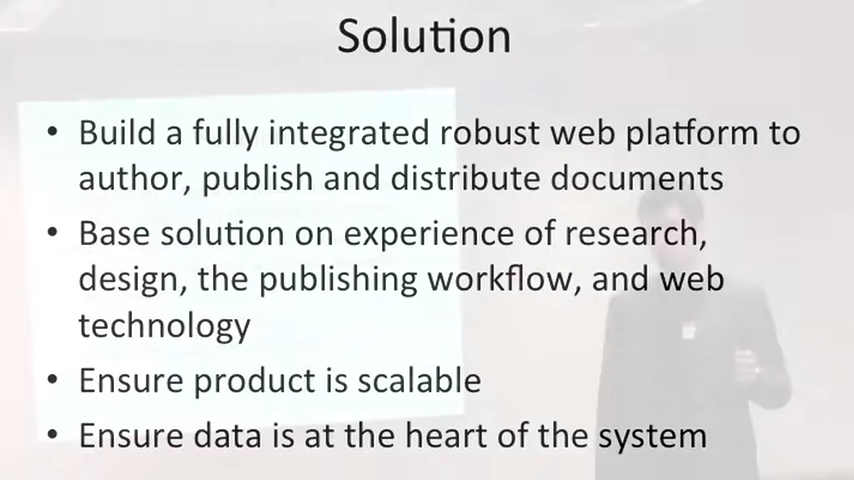 Solution
• Build a fully integrated robust web platform to
author, publish and distribute documents
• Base solution on experience of research,
design, the publishing workflow, and web
technology
• Ensure product is scalable
• Ensure data is at the heart of the system